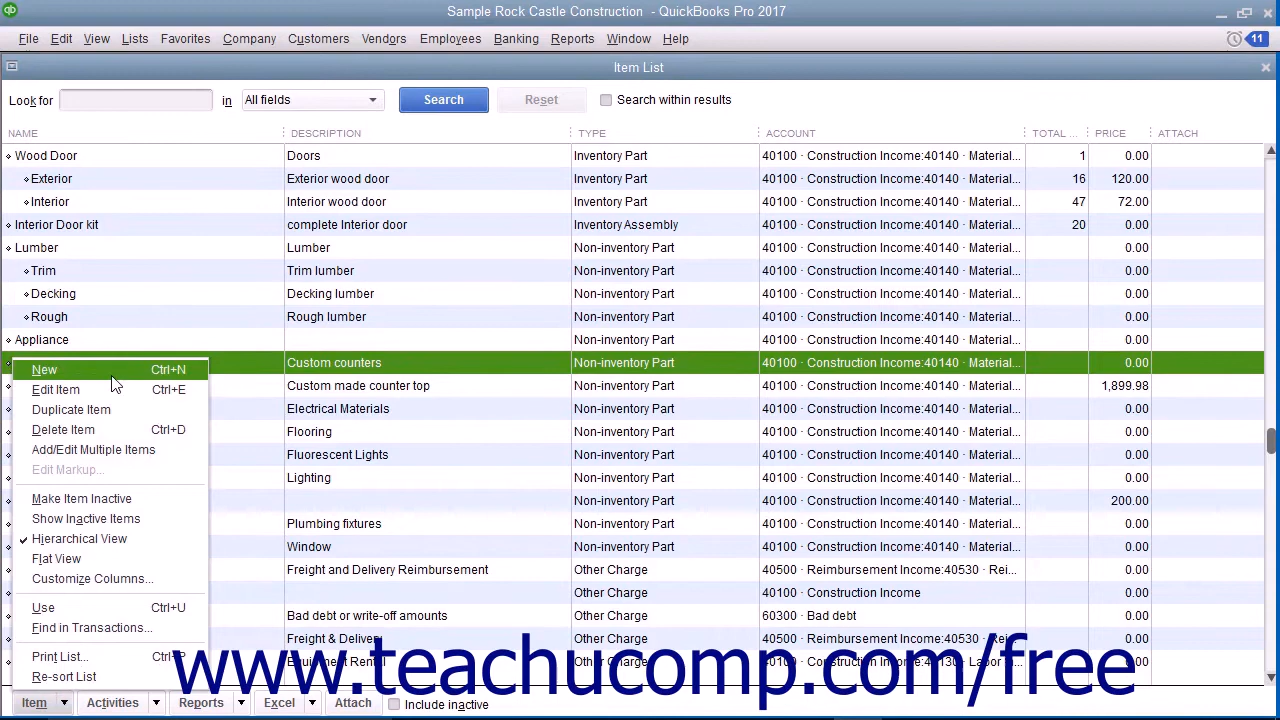 qb
Sample Rock Castle Construction - QuickBooks Pro 2017
File Edit View Lists Favorites Company Customers Vendors Employees Banking Reports Window Help 11
Item List
Look for in All fields Search Reset Search within results
NAME DESCRIPTION TYPE ACCOUNT TOTAL ... PRICE ATTACH
Wood Door Doors Inventory Part 40100 · Construction Income:40140 · Material... 1 0.00
Exterior Exterior wood door Inventory Part 40100 · Construction Income:40140 · Material... 16 120.00
Interior Interior wood door Inventory Part 40100 · Construction Income:40140 · Material... 47 72.00
Interior Door kit complete Interior door Inventory Assembly 40100 · Construction Income:40140 · Material... 20 0.00
Lumber Lumber Non-inventory Part 40100 · Construction Income:40140 · Material... 0.00
Trim Trim lumber Non-inventory Part 40100 · Construction Income:40140 · Material... 0.00
Decking Decking lumber Non-inventory Part 40100 · Construction Income:40140 · Material... 0.00
Rough Rough lumber Non-inventory Part 40100 · Construction Income:40140 · Material... 0.00
Appliance Non-inventory Part 40100 · Construction Income:40140 · Material... 0.00
Custom counters Non-inventory Part 40100 · Construction Income:40140 · Material... 0.00
Custom made counter top Non-inventory Part 40100 · Construction Income:40140 · Material... 1,899.98
Electrical Materials Non-inventory Part 40100 · Construction Income:40140 · Material... 0.00
Flooring Non-inventory Part 40100 · Construction Income:40140 · Material... 0.00
Fluorescent Lights Non-inventory Part 40100 · Construction Income:40140 · Material... 0.00
Lighting Non-inventory Part 40100 · Construction Income:40140 · Material... 0.00
Non-inventory Part 40100 · Construction Income:40140 · Material... 200.00
Plumbing fixtures Non-inventory Part 40100 · Construction Income:40140 · Material... 0.00
Window Non-inventory Part 40100 · Construction Income:40140 · Material... 0.00
Freight and Delivery Reimbursement Other Charge 40500 · Reimbursement Income:40530 · Rei... 0.00
Other Charge 40100 · Construction Income 0.00
Bad debt or write-off amounts Other Charge 60300 · Bad debt 0.00
Freight & Delivery Other Charge 40500 · Reimbursement 0.00
Equipment Rental Other Charge 0.00
New Ctrl+N
Edit Item Ctrl+E
Duplicate Item
Delete Item Ctrl+D
Add/Edit Multiple Items
Edit Markup...
Make Item Inactive
Show Inactive Items
Hierarchical View
Flat View
Customize Columns...
Use Ctrl+U
Find in Transactions...
Print List... Ctrl+P
Re-sort List
www.teachucomp.com/free
Item Activities Reports Excel Attach Include inactive